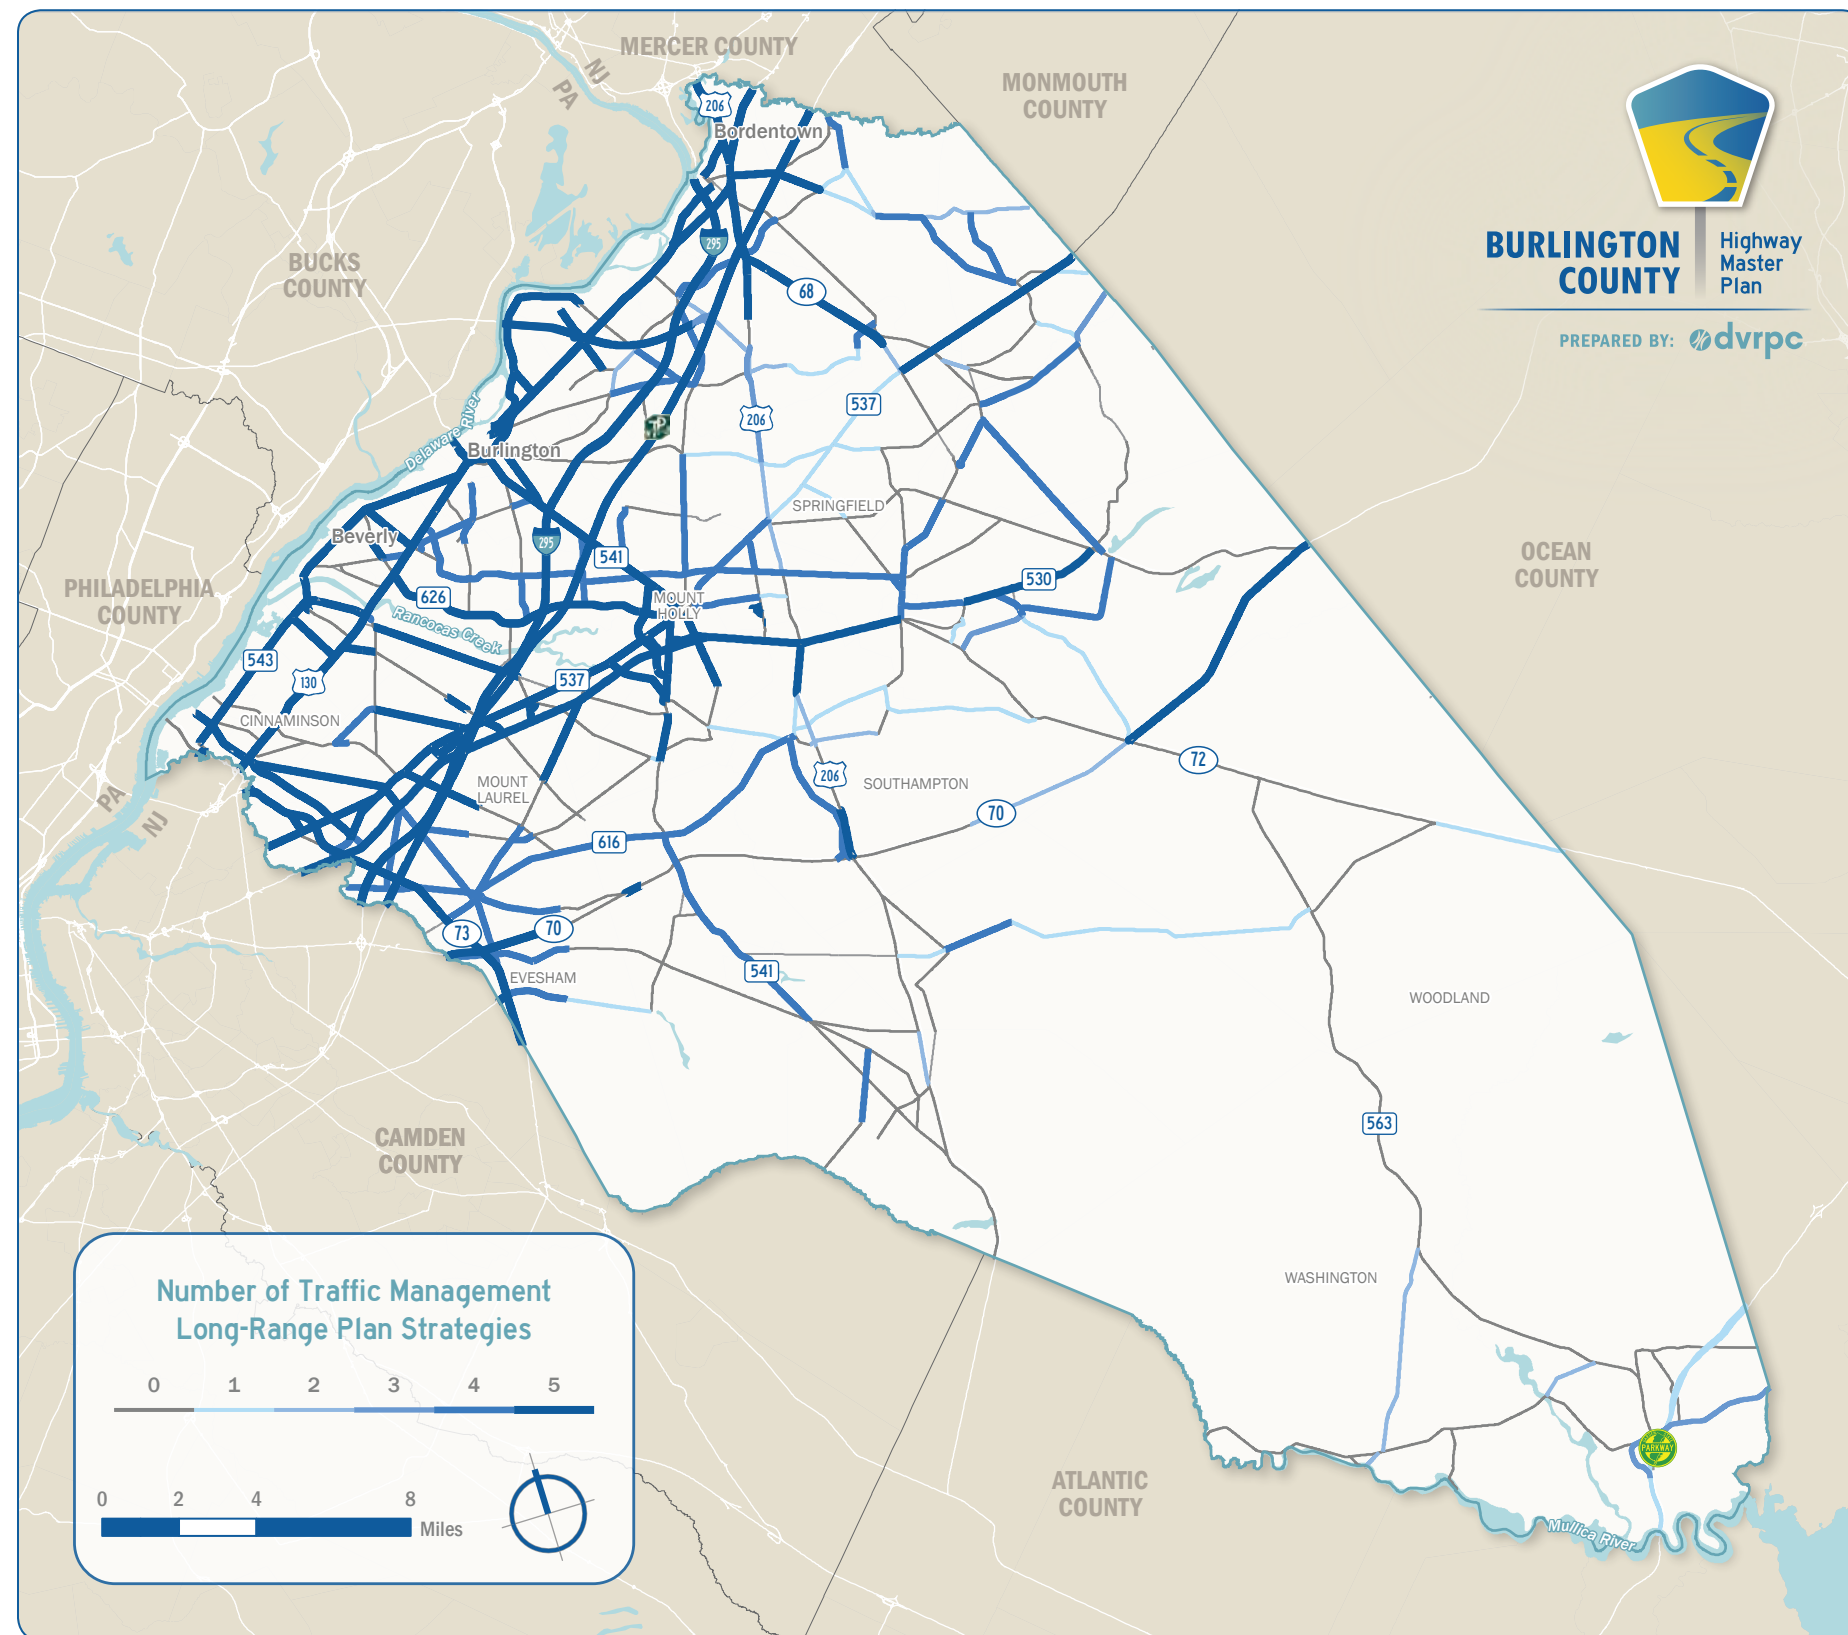 MERCER COUNTY
NJ
PA
MONMOUTH
COUNTY
206
Bordentown
BURLINGTON
COUNTY
Highway
Master
Plan
PREPARED BY: dvrpc
BUCKS
COUNTY
295
68
206
537
TP
Delaware River
Burlington
SPRINGFIELD
Beverly
295
541
OCEAN
COUNTY
PHILADELPHIA
COUNTY
626
MOUNT
HOLLY
530
Rancocas Creek
543
130
537
CINNAMINSON
206
72
MOUNT
LAUREL
SOUTHAMPTON
PA
NJ
70
616
73
70
541
EVESHAM
WOODLAND
CAMDEN
COUNTY
563
WASHINGTON
Number of Traffic Management
Long-Range Plan Strategies
0 1 2 3 4 5
0 2 4 8
Miles
PARKWAY
ATLANTIC
COUNTY
Mullica River